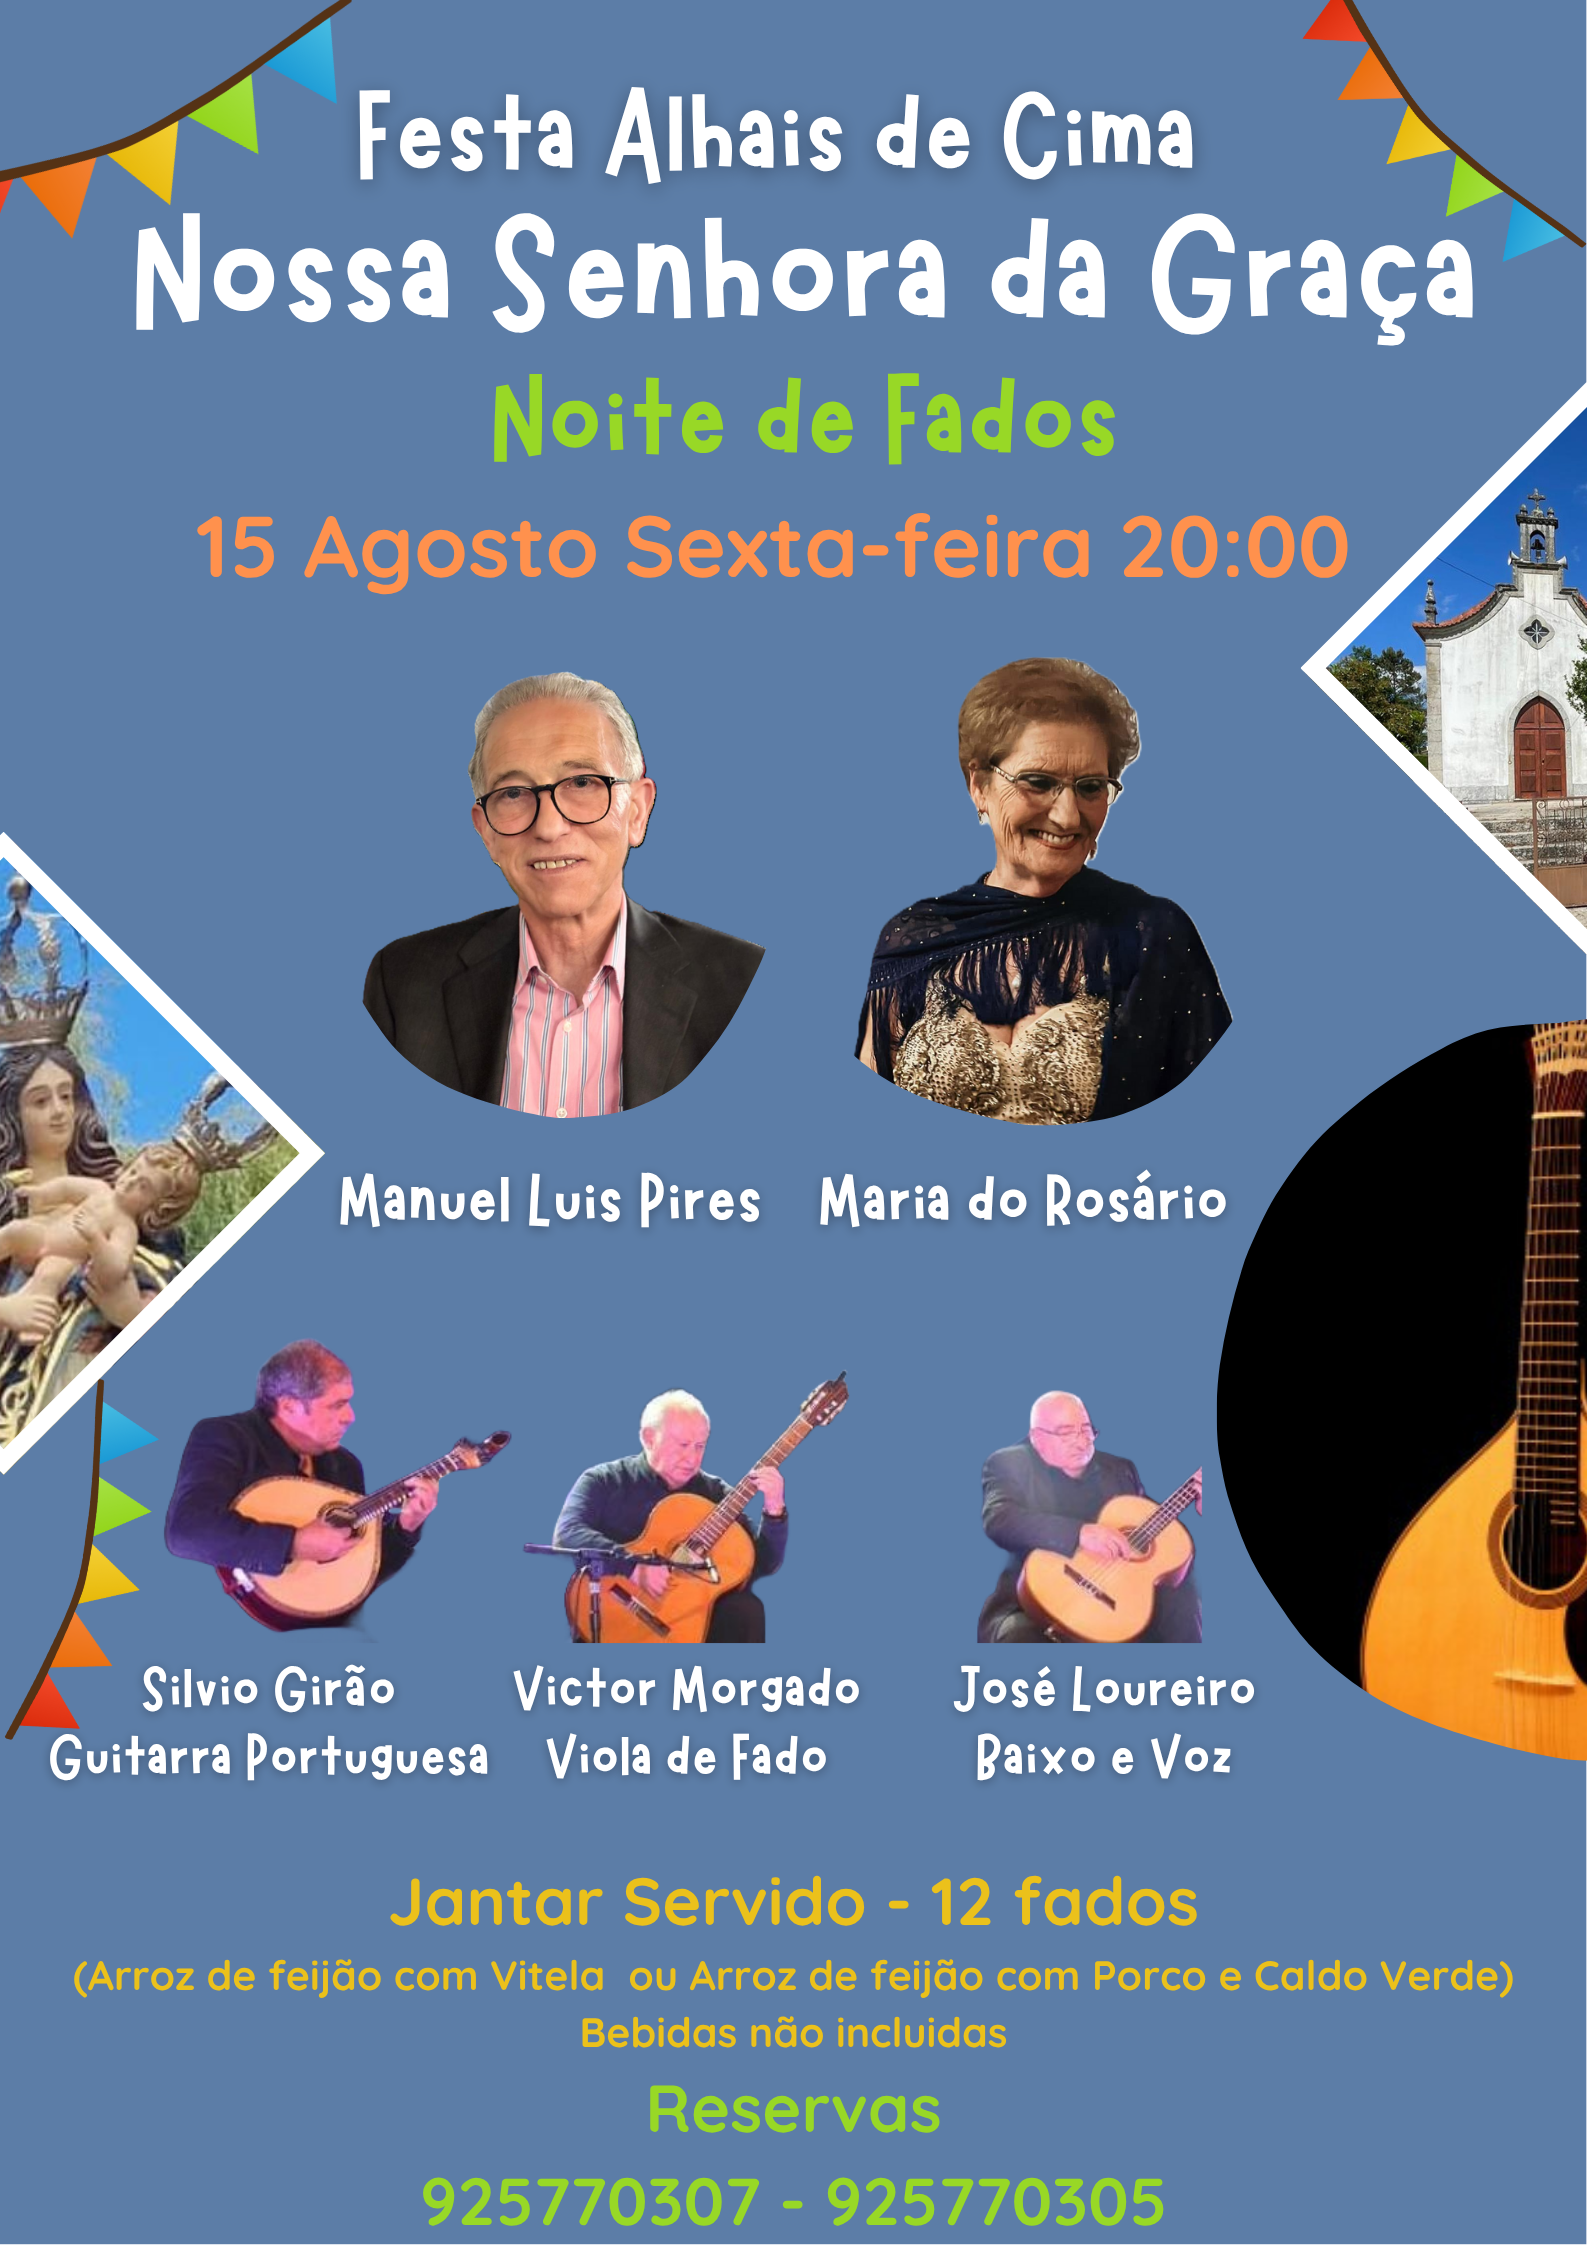 Festa Alhais de Cima
Nossa Senhora da Graça
Noite de Fados
15 Agosto Sexta-feira 20:00
Manuel Luis Pires
Maria do Rosário
Silvio Girão
Guitarra Portuguesa
Victor Morgado
Viola de Fado
José Loureiro
Baixo e Voz
Jantar Servido - 12 fados
(Arroz de feijão com Vitela ou Arroz de feijão com Porco e Caldo Verde)
Bebidas não incluidas
Reservas
925770307 - 925770305